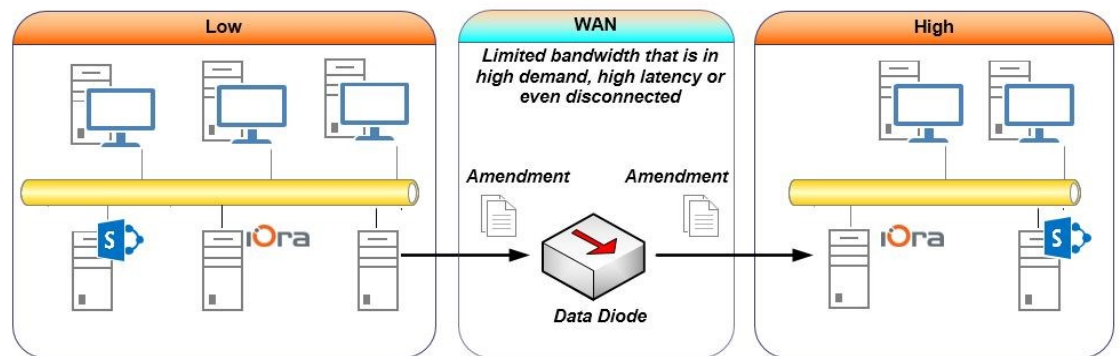 Low
WAN
High
Limited bandwidth that is in
high demand, high latency or
even disconnected
Amendment
Amendment
S
iOra
iOra
S
Data Diode